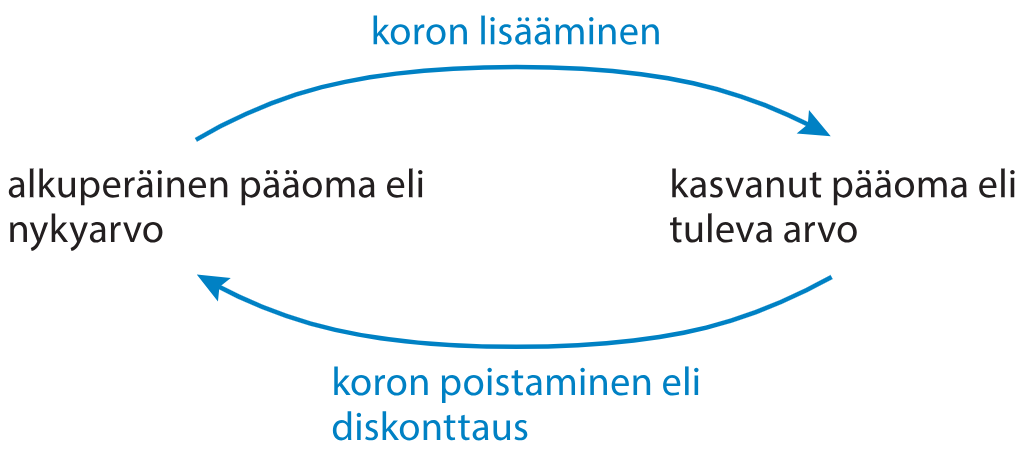 koron lisääminen
alkuperäinen pääoma eli
nykyarvo
kasvanut pääoma eli
tuleva arvo
koron poistaminen eli
diskonttaus